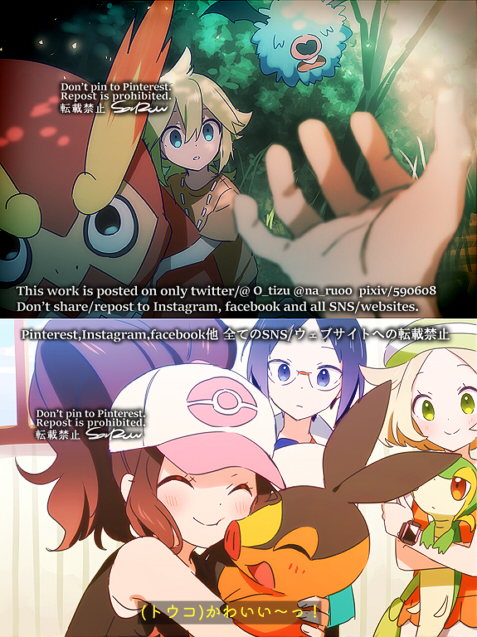 Don't pin to Pinterest.
Repost is prohibited.
転載禁止
This work is posted on only twitter/@ O_tizu @na_ruoo pixiv/590608
Don't share/repost to Instagram, facebook and all SNS/websites.
Pinterest,Instagram,facebook他 全てのSNS/ウェブサイトへの転載禁止
Don't pin to Pinterest.
Repost is prohibited.
転載禁止
(トウコ)かわいい〜っ!